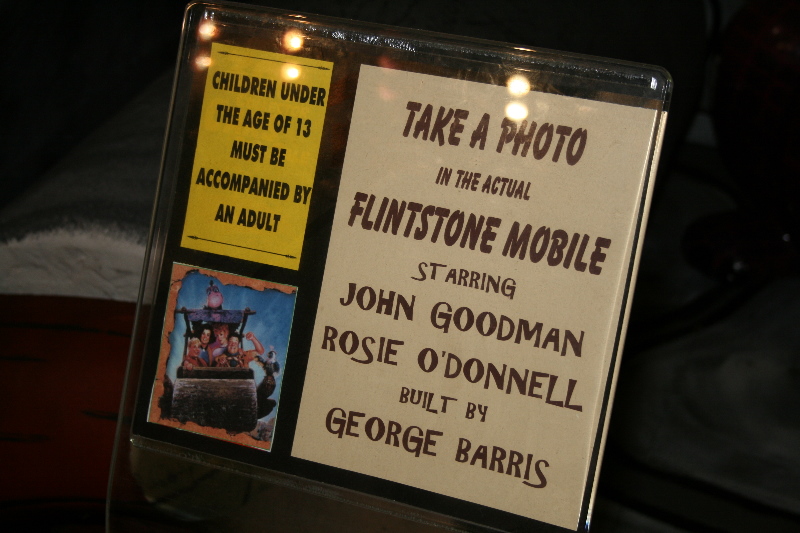 CHILDREN UNDER
THE AGE OF 13
MUST BE
ACCOMPANIED BY
AN ADULT
TAKE A PHOTO
IN THE ACTUAL
FLINTSTONE MOBILE
STARRING
JOHN GOODMAN
ROSIE O'DONNELL
BUILT BY
GEORGE BARRIS